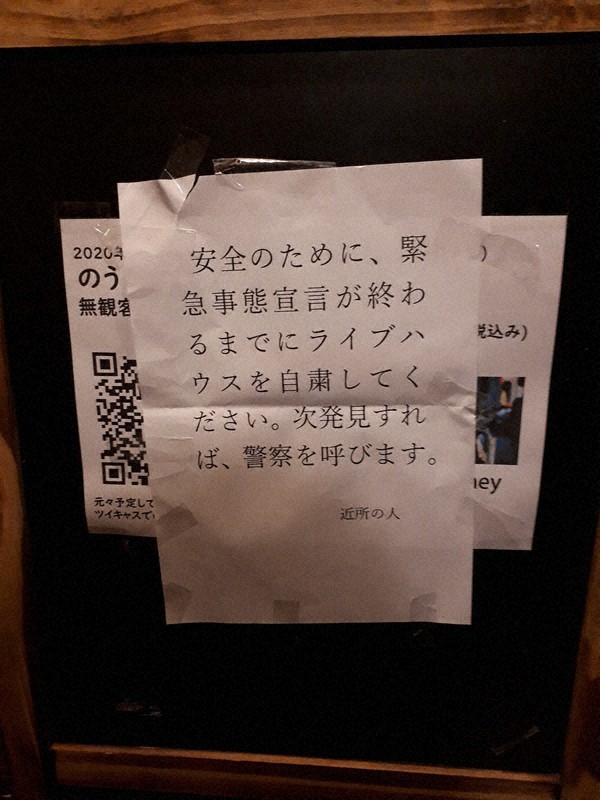 安全のために、緊
急事態宣言が終わ
るまでにライブハ
ウスを自粛してく
ださい。次発見すれ
ば、警察を呼びます。
近所の人
2020年
のう
無観客
元々予定して
ツイキャスで
)
税込み)
ney